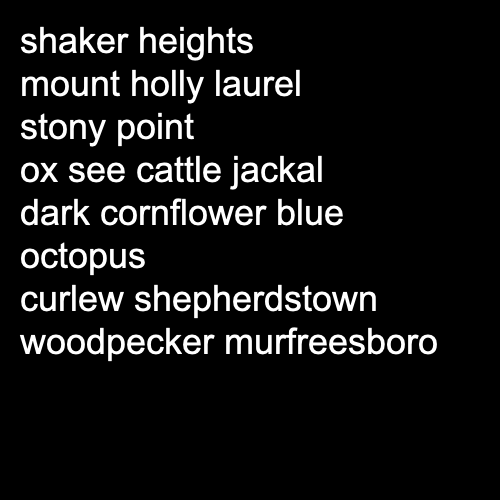 shaker heights
mount holly laurel
stony point
ox see cattle jackal
dark cornflower blue
octopus
curlew shepherdstown
woodpecker murfreesboro